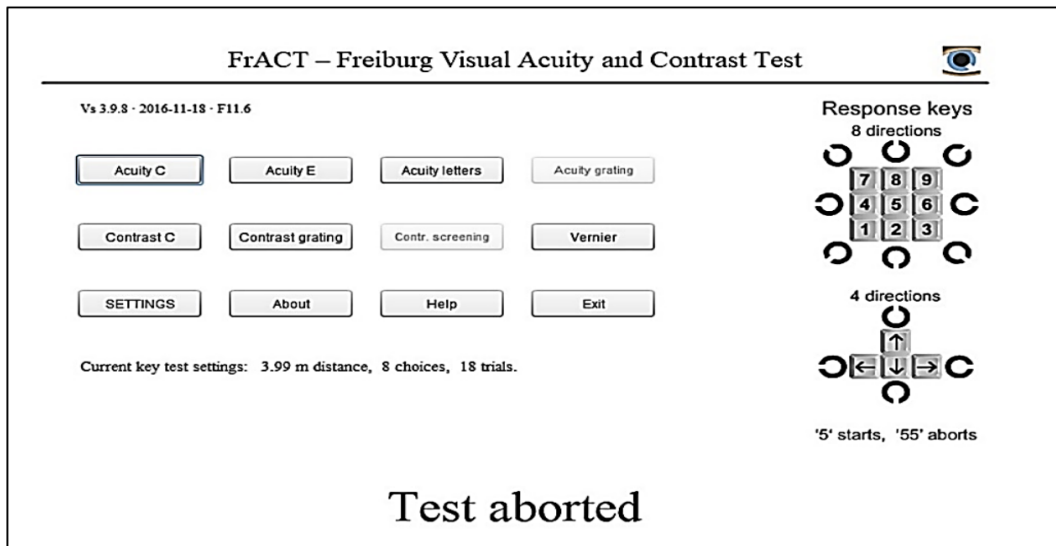 FrACT – Freiburg Visual Acuity and Contrast Test
Vs 3.9.8 · 2016-11-18 · F11.6
Acuity C
Acuity E
Acuity letters
Acuity grating
Contrast C
Contrast grating
Contr. screening
Vernier
SETTINGS
About
Help
Exit
Current key test settings: 3.99 m distance, 8 choices, 18 trials.
Response keys
8 directions
7 8 9
4 5 6
1 2 3
4 directions
↑
← ↓ →
'5' starts, '55' aborts
Test aborted